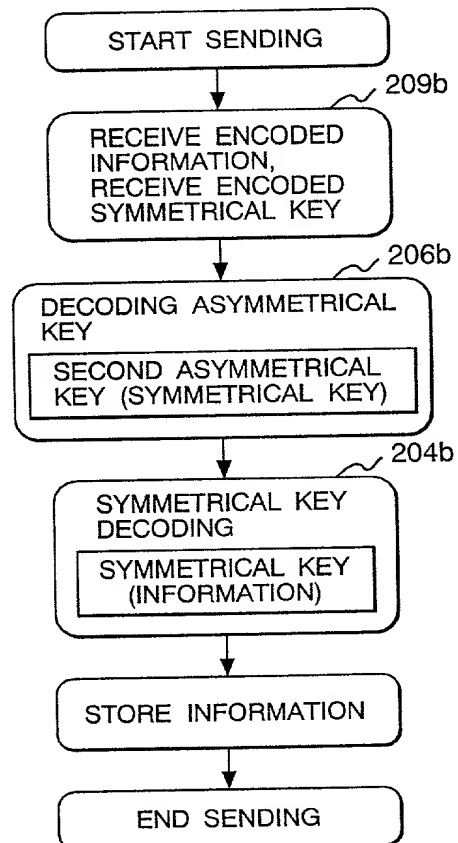 START SENDING
209b
RECEIVE ENCODED
INFORMATION,
RECEIVE ENCODED
SYMMETRICAL KEY
206b
DECODING ASYMMETRICAL
KEY
SECOND ASYMMETRICAL
KEY (SYMMETRICAL KEY)
204b
SYMMETRICAL KEY
DECODING
SYMMETRICAL KEY
(INFORMATION)
STORE INFORMATION
END SENDING